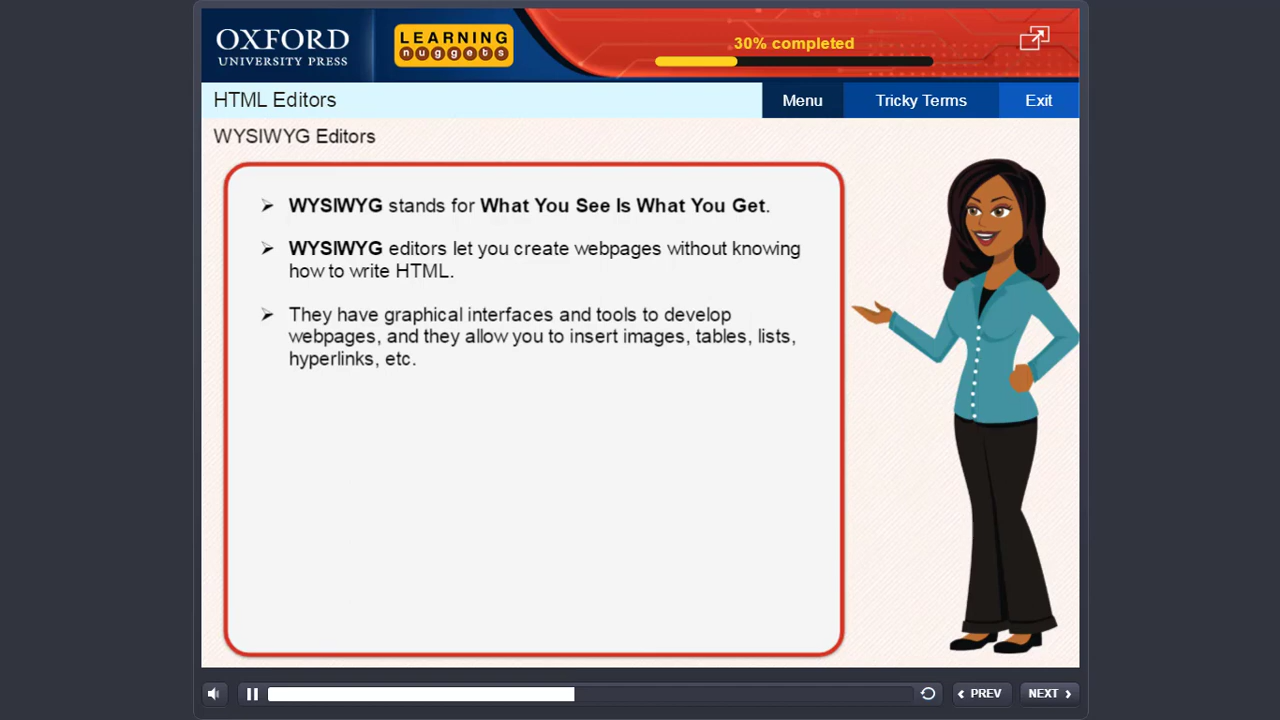 OXFORD
UNIVERSITY PRESS
LEARNING
nuggets
30% completed
HTML Editors
Menu
Tricky Terms
Exit
WYSIWYG Editors
➢ WYSIWYG stands for What You See Is What You Get.
➢ WYSIWYG editors let you create webpages without knowing
how to write HTML.
➢ They have graphical interfaces and tools to develop
webpages, and they allow you to insert images, tables, lists,
hyperlinks, etc.
PREV
NEXT